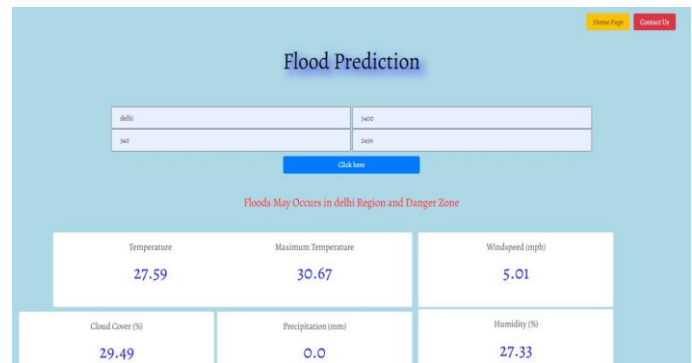 Home Page Contact Us
Flood Prediction
delhi 3400
340 2456
Click here
Floods May Occurs in delhi Region and Danger Zone
Temperature Maximum Temperature Windspeed (mph)
27.59 30.67 5.01
Cloud Cover (%) Precipitation (mm) Humidity (%)
29.49 0.0 27.33